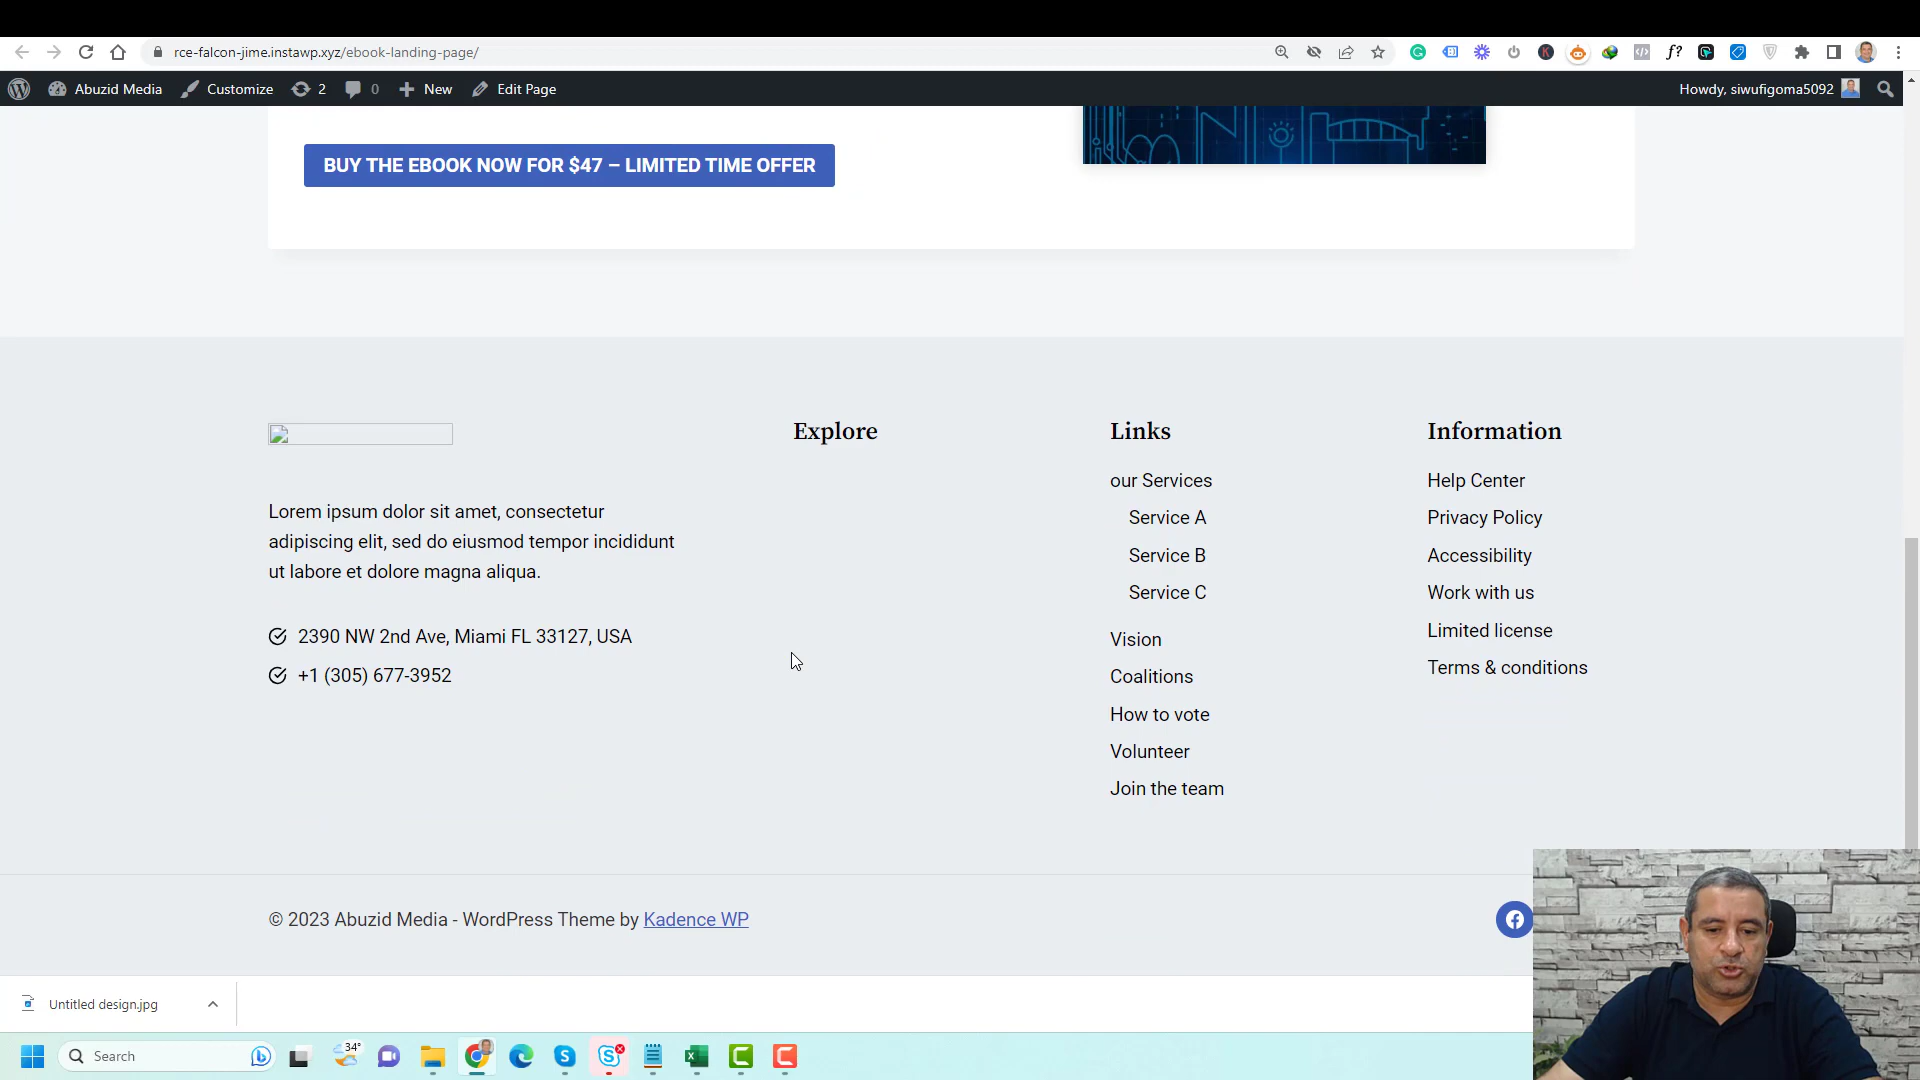 rce-falcon-jime.instawp.xyz/ebook-landing-page/
Abuzid Media Customize 2 0 New Edit Page Howdy, siwufigoma5092
BUY THE EBOOK NOW FOR $47 – LIMITED TIME OFFER
Lorem ipsum dolor sit amet, consectetur
adipiscing elit, sed do eiusmod tempor incididunt
ut labore et dolore magna aliqua.
2390 NW 2nd Ave, Miami FL 33127, USA
+1 (305) 677-3952
Explore
Links
our Services
Service A
Service B
Service C
Vision
Coalitions
How to vote
Volunteer
Join the team
Information
Help Center
Privacy Policy
Accessibility
Work with us
Limited license
Terms & conditions
© 2023 Abuzid Media - WordPress Theme by Kadence WP
Untitled design.jpg
Search
34°